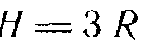 H = 3 R